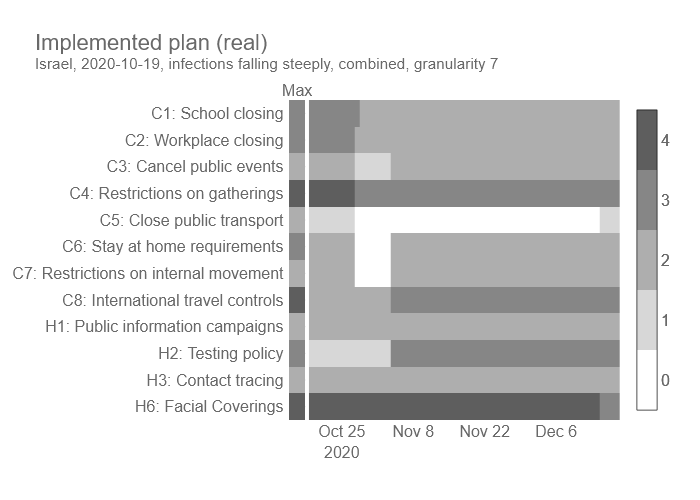 Implemented plan (real)
Israel, 2020-10-19, infections falling steeply, combined, granularity 7
Max
C1: School closing
C2: Workplace closing
C3: Cancel public events
C4: Restrictions on gatherings
C5: Close public transport
C6: Stay at home requirements
C7: Restrictions on internal movement
C8: International travel controls
H1: Public information campaigns
H2: Testing policy
H3: Contact tracing
H6: Facial Coverings
4
3
2
1
0
Oct 25 Nov 8 Nov 22 Dec 6
2020